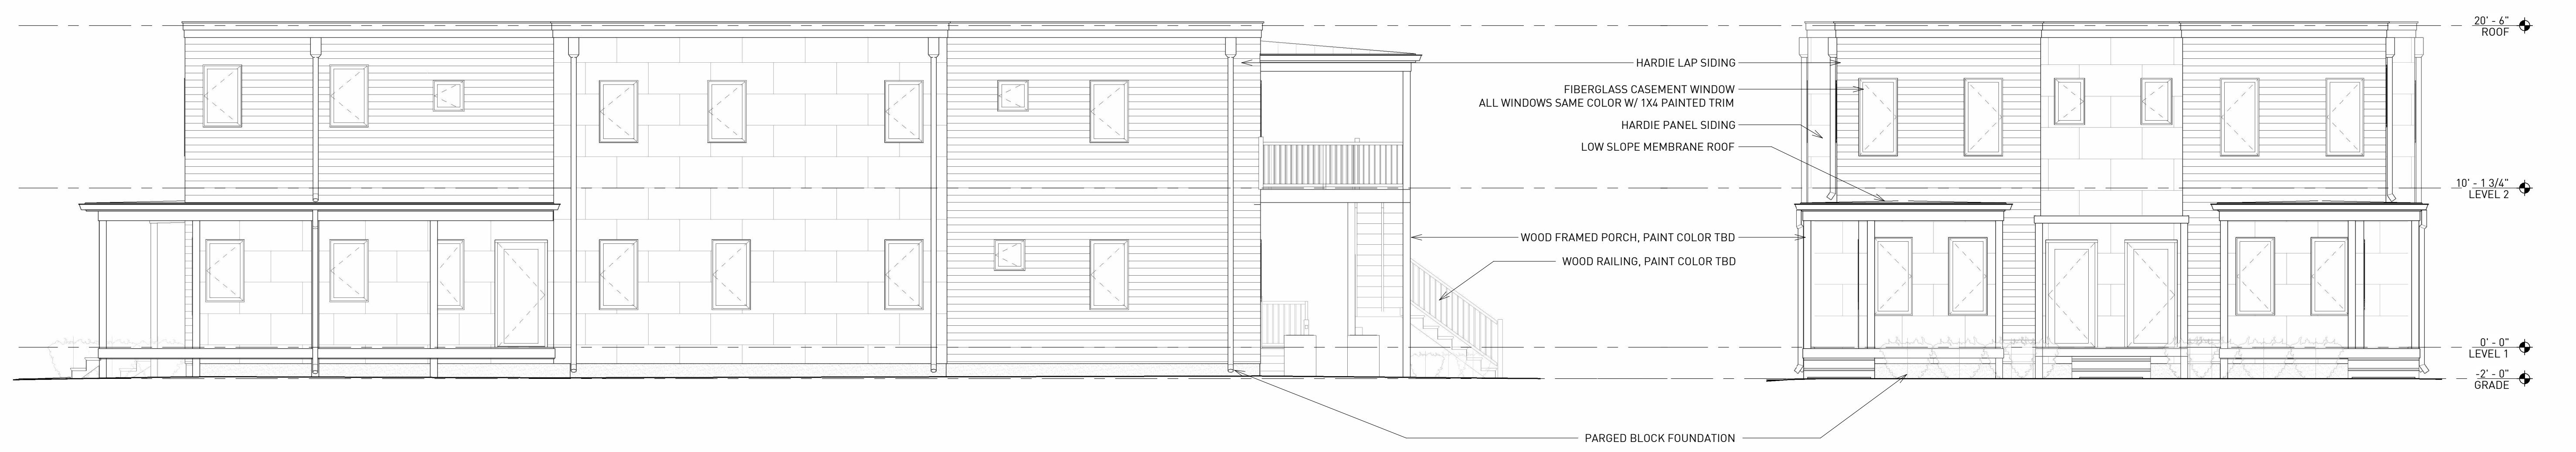 20' - 6"
ROOF
HARDIE LAP SIDING
FIBERGLASS CASEMENT WINDOW
ALL WINDOWS SAME COLOR W/ 1X4 PAINTED TRIM
HARDIE PANEL SIDING
LOW SLOPE MEMBRANE ROOF
10' - 1 3/4"
LEVEL 2
WOOD FRAMED PORCH, PAINT COLOR TBD
WOOD RAILING, PAINT COLOR TBD
0' - 0"
LEVEL 1
-2' - 0"
GRADE
PARGED BLOCK FOUNDATION